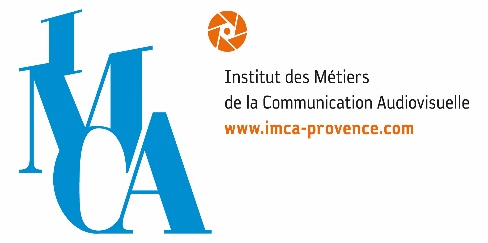 IMCA
Institut des Métiers
de la Communication Audiovisuelle
www.imca-provence.com